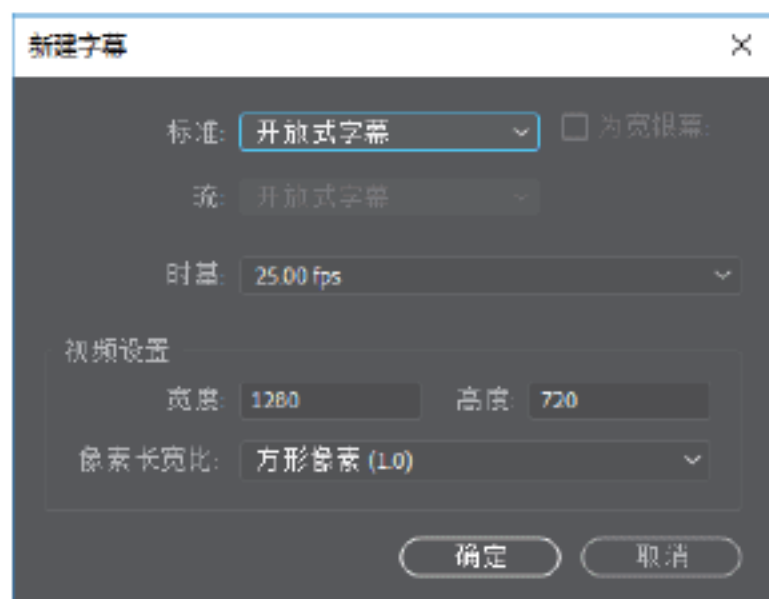 新建字幕
标准: 开放式字幕 为宽银幕:
流: 开放式字幕
时基: 25.00 fps
视频设置
宽度: 1280 高度: 720
像素长宽比: 方形像素 (1.0)
确定 取消